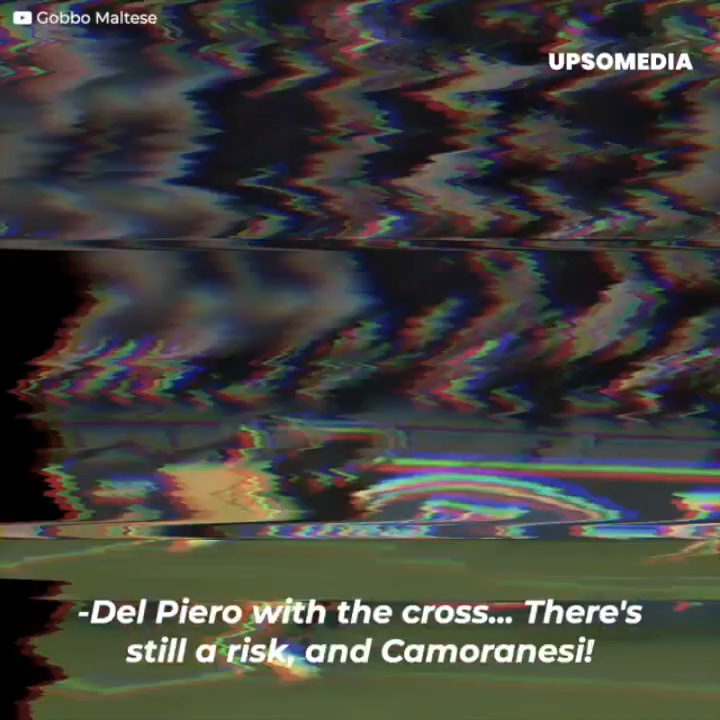 Gobbo Maltese
UPSOMEDIA
-Del Piero with the cross... There's
still a risk, and Camoranesi!